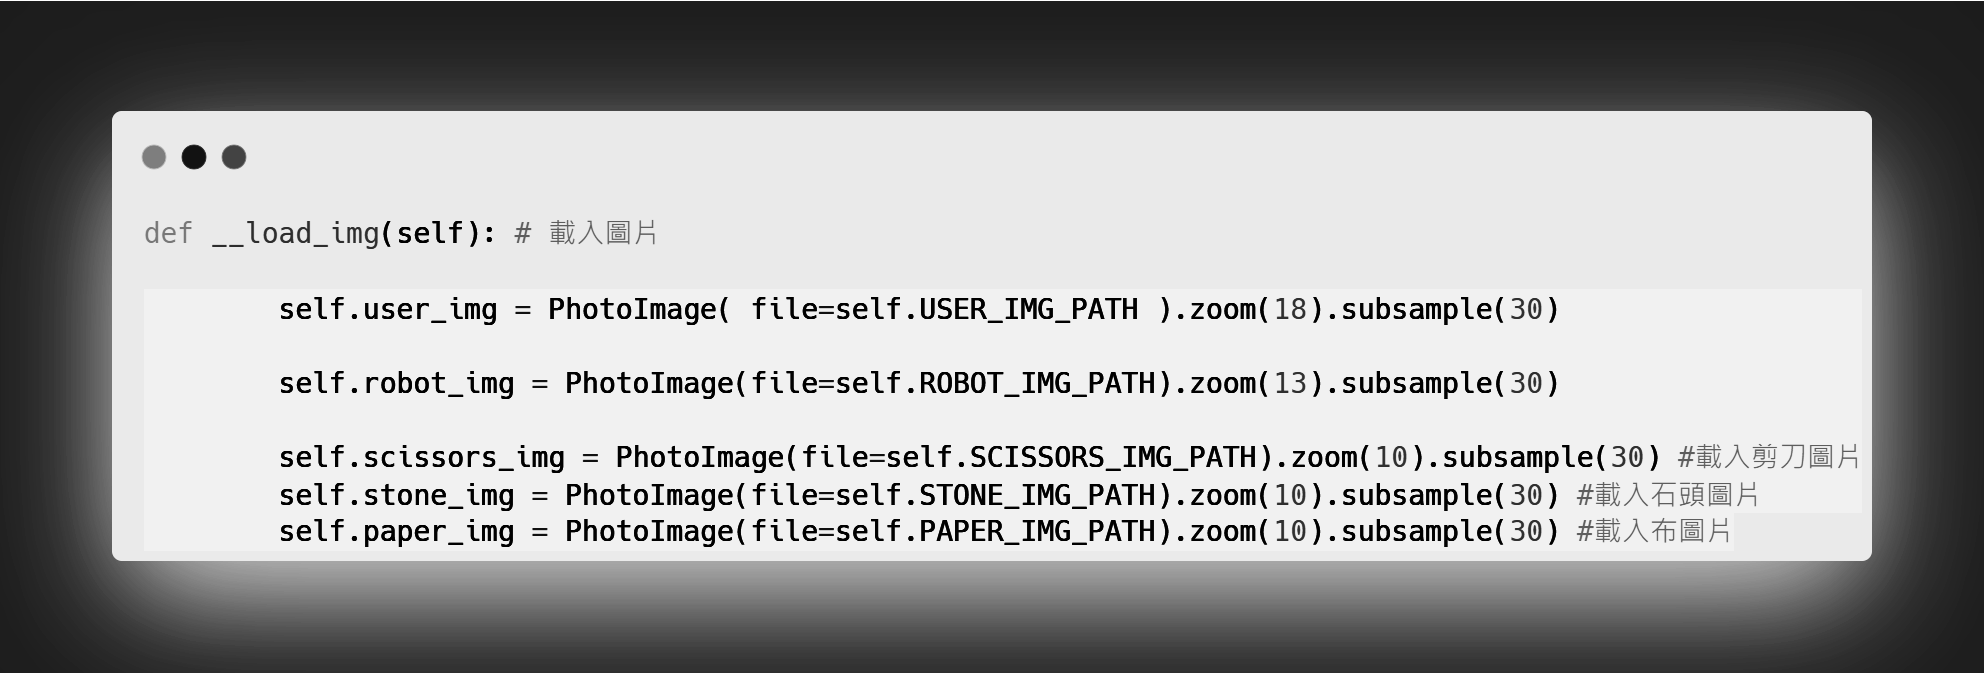 def __load_img(self): # 載入圖片
self.user_img = PhotoImage( file=self.USER_IMG_PATH ).zoom(18).subsample(30)
self.robot_img = PhotoImage(file=self.ROBOT_IMG_PATH).zoom(13).subsample(30)
self.scissors_img = PhotoImage(file=self.SCISSORS_IMG_PATH).zoom(10).subsample(30) #載入剪刀圖片
self.stone_img = PhotoImage(file=self.STONE_IMG_PATH).zoom(10).subsample(30) #載入石頭圖片
self.paper_img = PhotoImage(file=self.PAPER_IMG_PATH).zoom(10).subsample(30) #載入布圖片